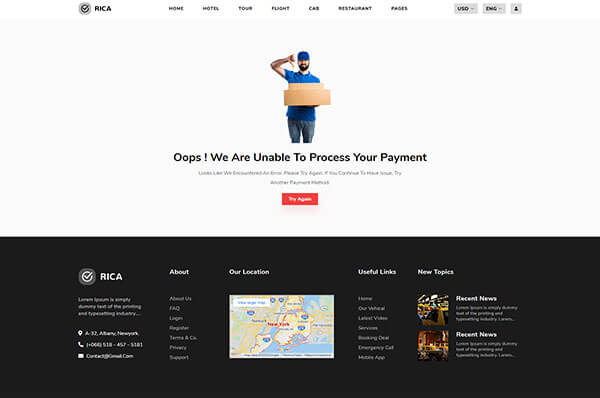 RICA
HOME HOTEL TOUR FLIGHT CAB RESTAURANT PAGES
USD ENG
Oops ! We Are Unable To Process Your Payment
Looks Like We Encountered An Error. Please Try Again. If You Continue To Have Issue, Try
Another Payment Method.
Try Again
RICA
Lorem Ipsum is simply
dummy text of the printing
and typesetting industry....
A-32, Albany, Newyork.
(+066) 518 - 457 - 5181
Contact@Gmail.Com
About
About Us
FAQ
Login
Register
Terms & Co.
Privacy
Support
Our Location
View larger map
New York
Useful Links
Home
Our Vehical
Latest Video
Services
Booking Deal
Emergency Call
Mobile App
New Topics
Recent News
Lorem Ipsum is simply dummy
text of the printing and
typesetting industry. Lorem...
Recent News
Lorem Ipsum is simply dummy
text of the printing and
typesetting industry. Lorem...